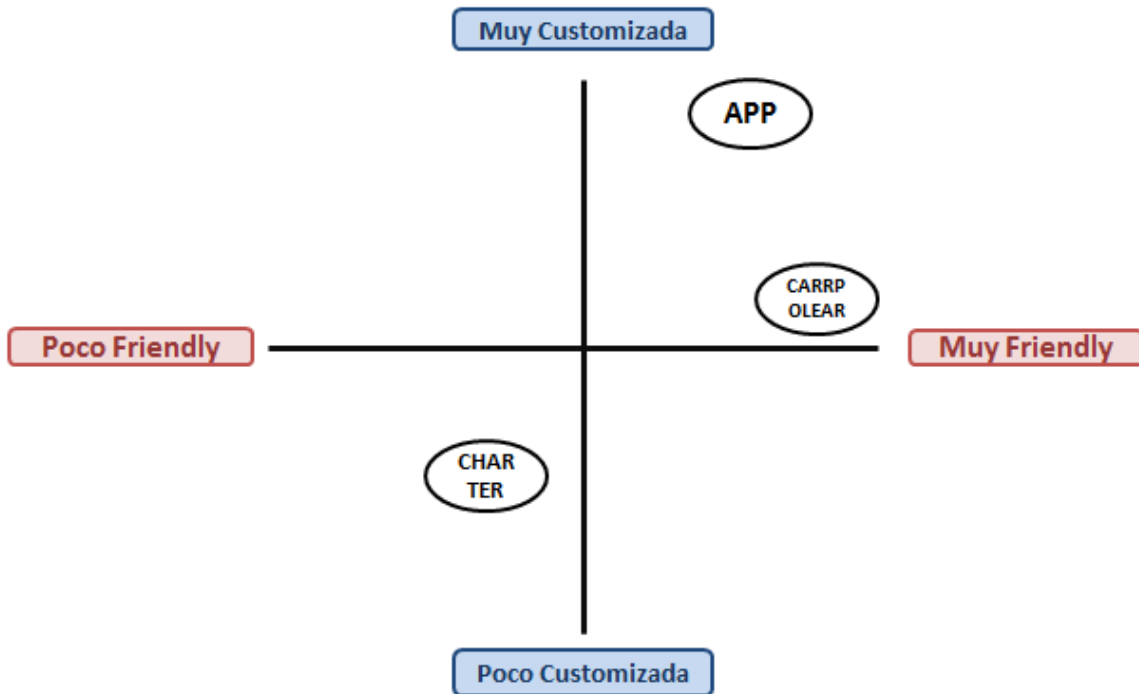 Muy Customizada
APP
CARRP
OLEAR
Poco Friendly
Muy Friendly
CHAR
TER
Poco Customizada